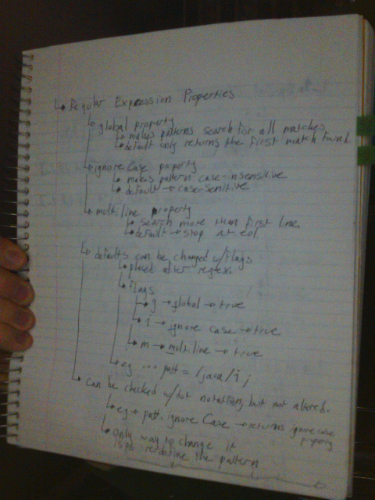 ↳ Regular Expression Properties
↳ global property
↳ makes patterns search for all matches
↳ default only returns the first match found.
↳ ignoreCase property
↳ makes pattern case-insensitive
↳ default → case-sensitive
↳ multiline property
↳ search more than first line
↳ default → stop at eol.
↳ defaults can be changed w/flags
↳ placed after regex
↳ flags
↳ g → global → true
↳ i → ignore case → true
↳ m → multiline → true
↳ eg ... patt = /java/i;
↳ can be checked w/dot notation, but not altered.
↳ eg → patt.ignoreCase → returns ignore case
property
↳ only way to change it
is to redefine the pattern